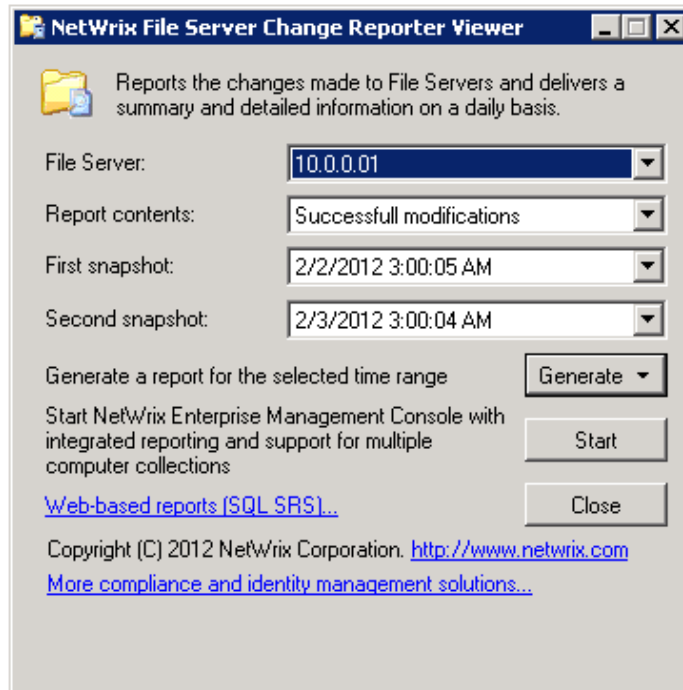 NetWrix File Server Change Reporter Viewer
Reports the changes made to File Servers and delivers a
summary and detailed information on a daily basis.
File Server: 10.0.0.01
Report contents: Successfull modifications
First snapshot: 2/2/2012 3:00:05 AM
Second snapshot: 2/3/2012 3:00:04 AM
Generate a report for the selected time range Generate
Start NetWrix Enterprise Management Console with
integrated reporting and support for multiple
computer collections
Start
Web-based reports (SQL SRS)... Close
Copyright (C) 2012 NetWrix Corporation. http://www.netwrix.com
More compliance and identity management solutions...